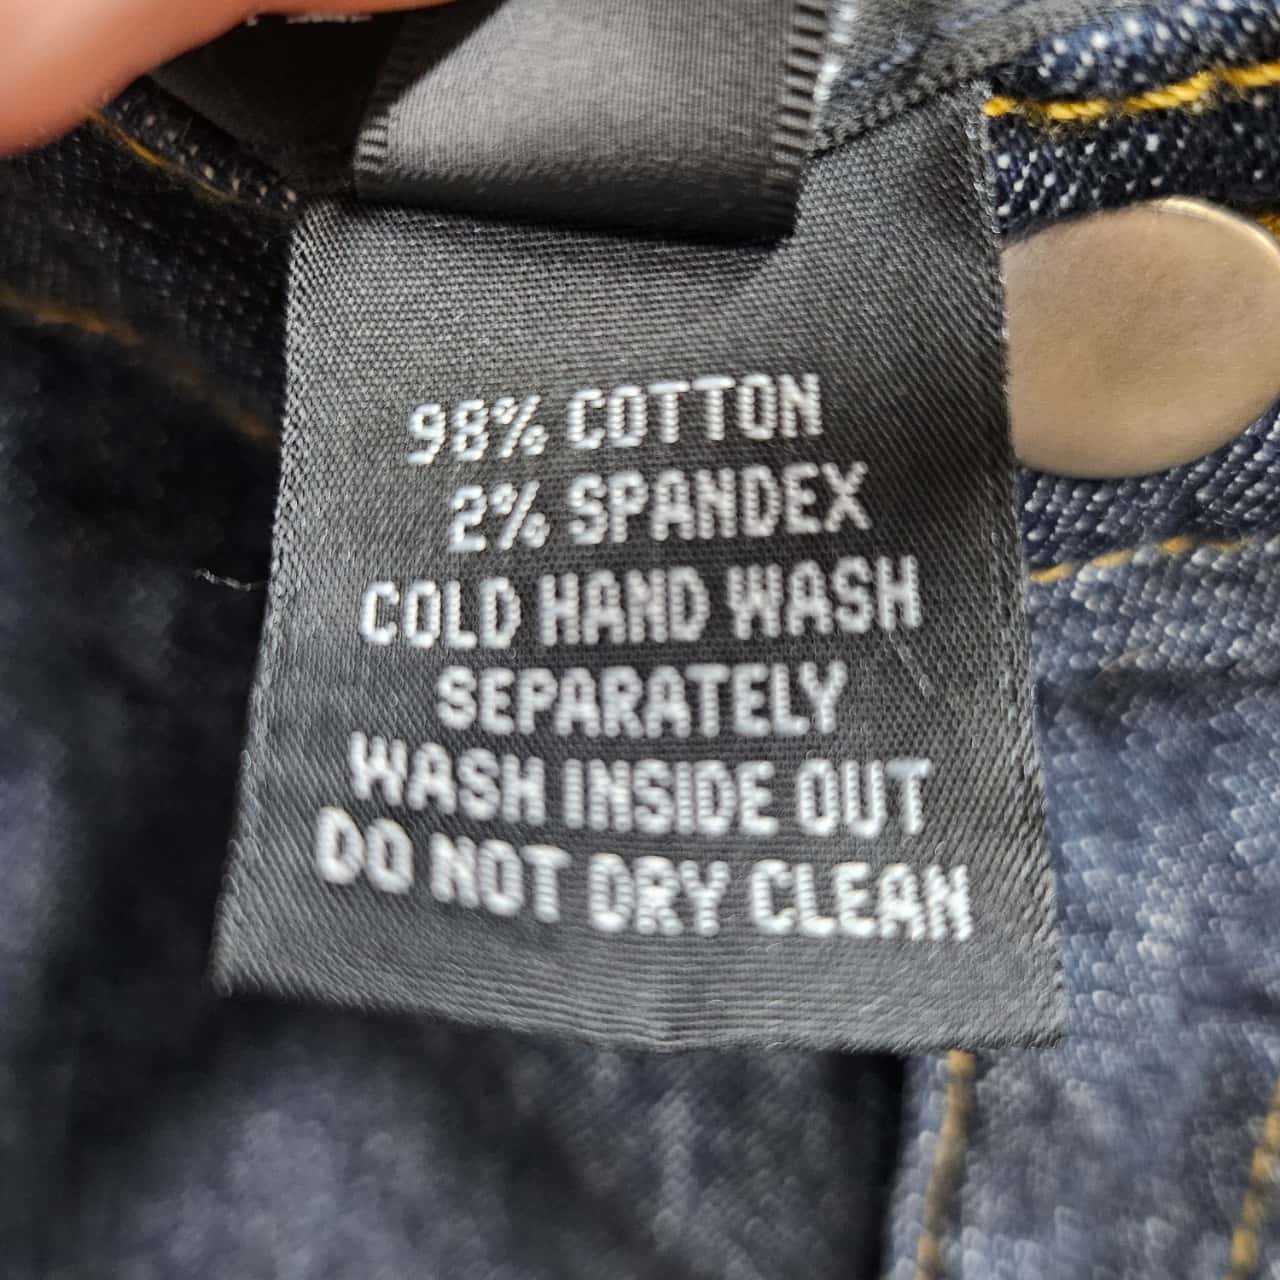 98% COTTON
2% SPANDEX
COLD HAND WASH
SEPARATELY
WASH INSIDE OUT
DO NOT DRY CLEAN